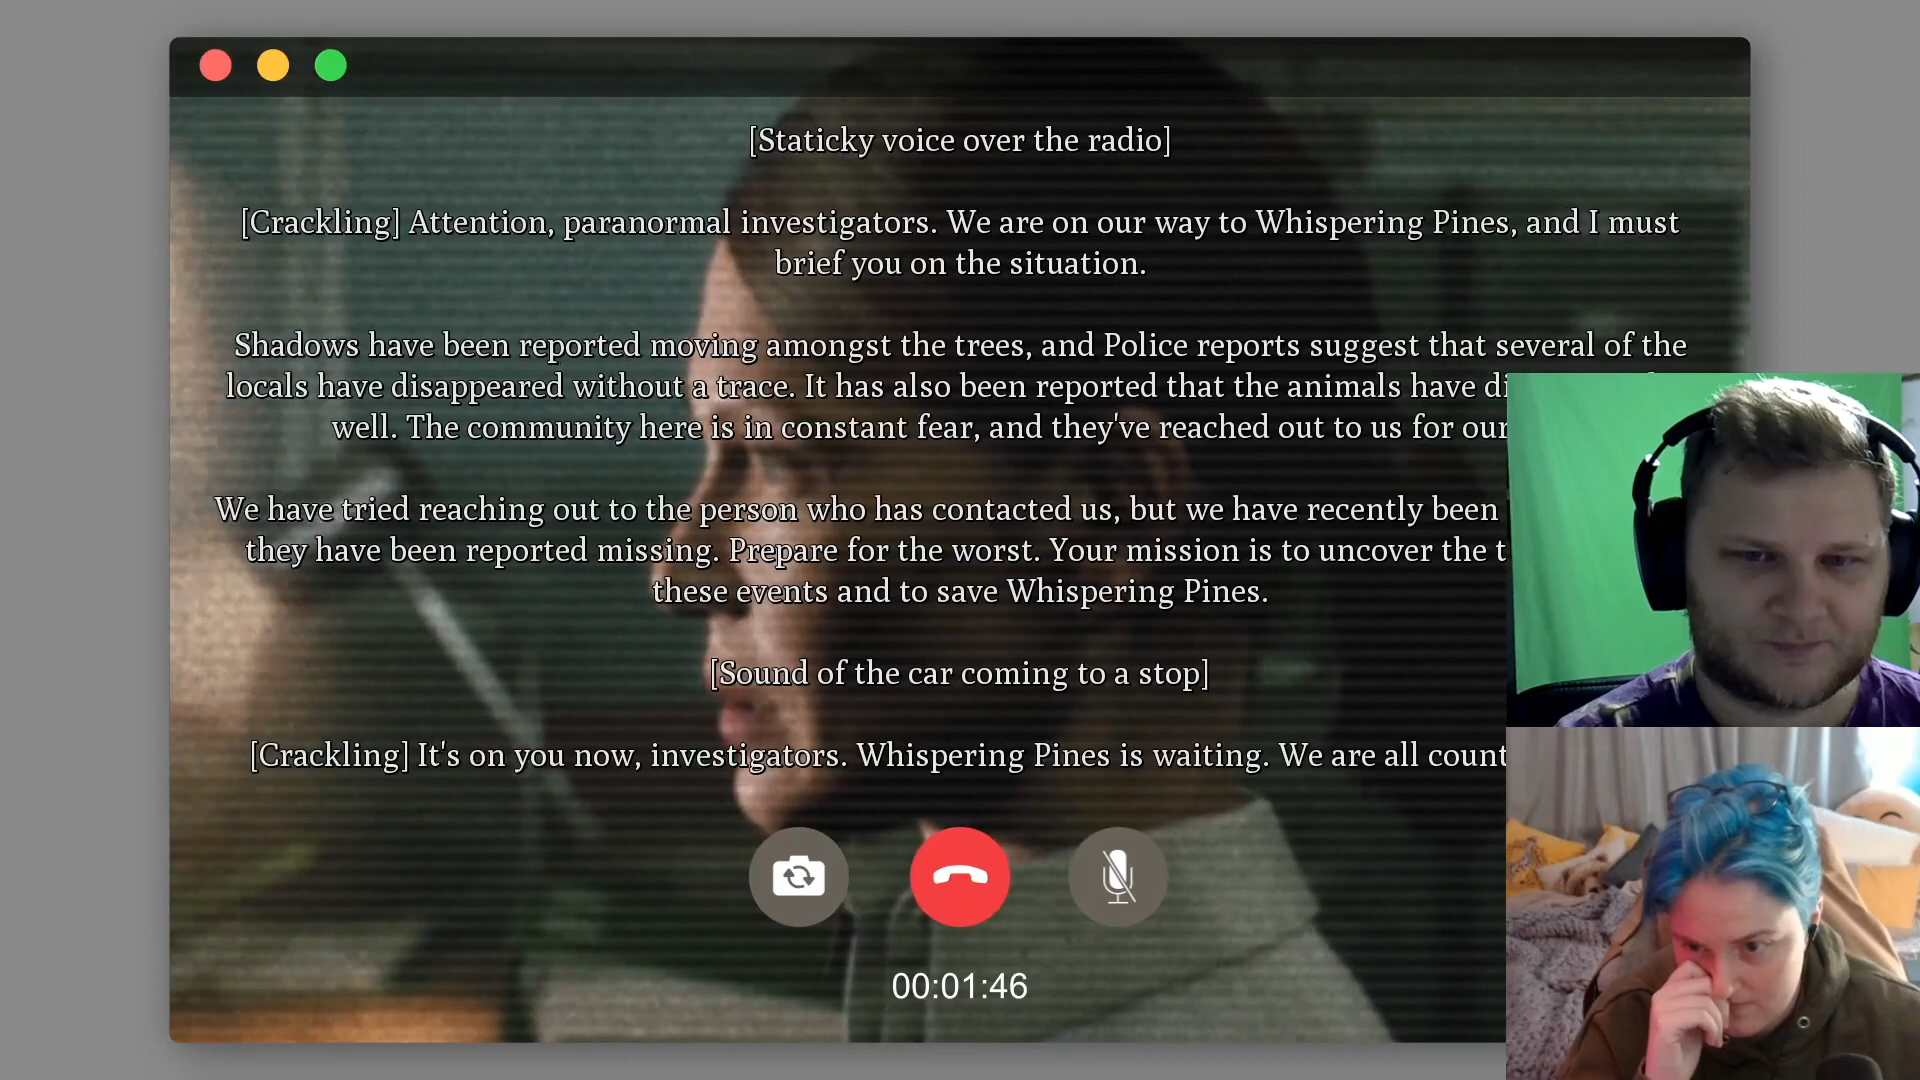 [Staticky voice over the radio]
[Crackling] Attention, paranormal investigators. We are on our way to Whispering Pines, and I must
brief you on the situation.
Shadows have been reported moving amongst the trees, and Police reports suggest that several of the
locals have disappeared without a trace. It has also been reported that the animals have
well. The community here is in constant fear, and they've reached out to us for our
We have tried reaching out to the person who has contacted us, but we have recently been
they have been reported missing. Prepare for the worst. Your mission is to uncover the
these events and to save Whispering Pines.
[Sound of the car coming to a stop]
[Crackling] It's on you now, investigators. Whispering Pines is waiting. We are all
00:01:46